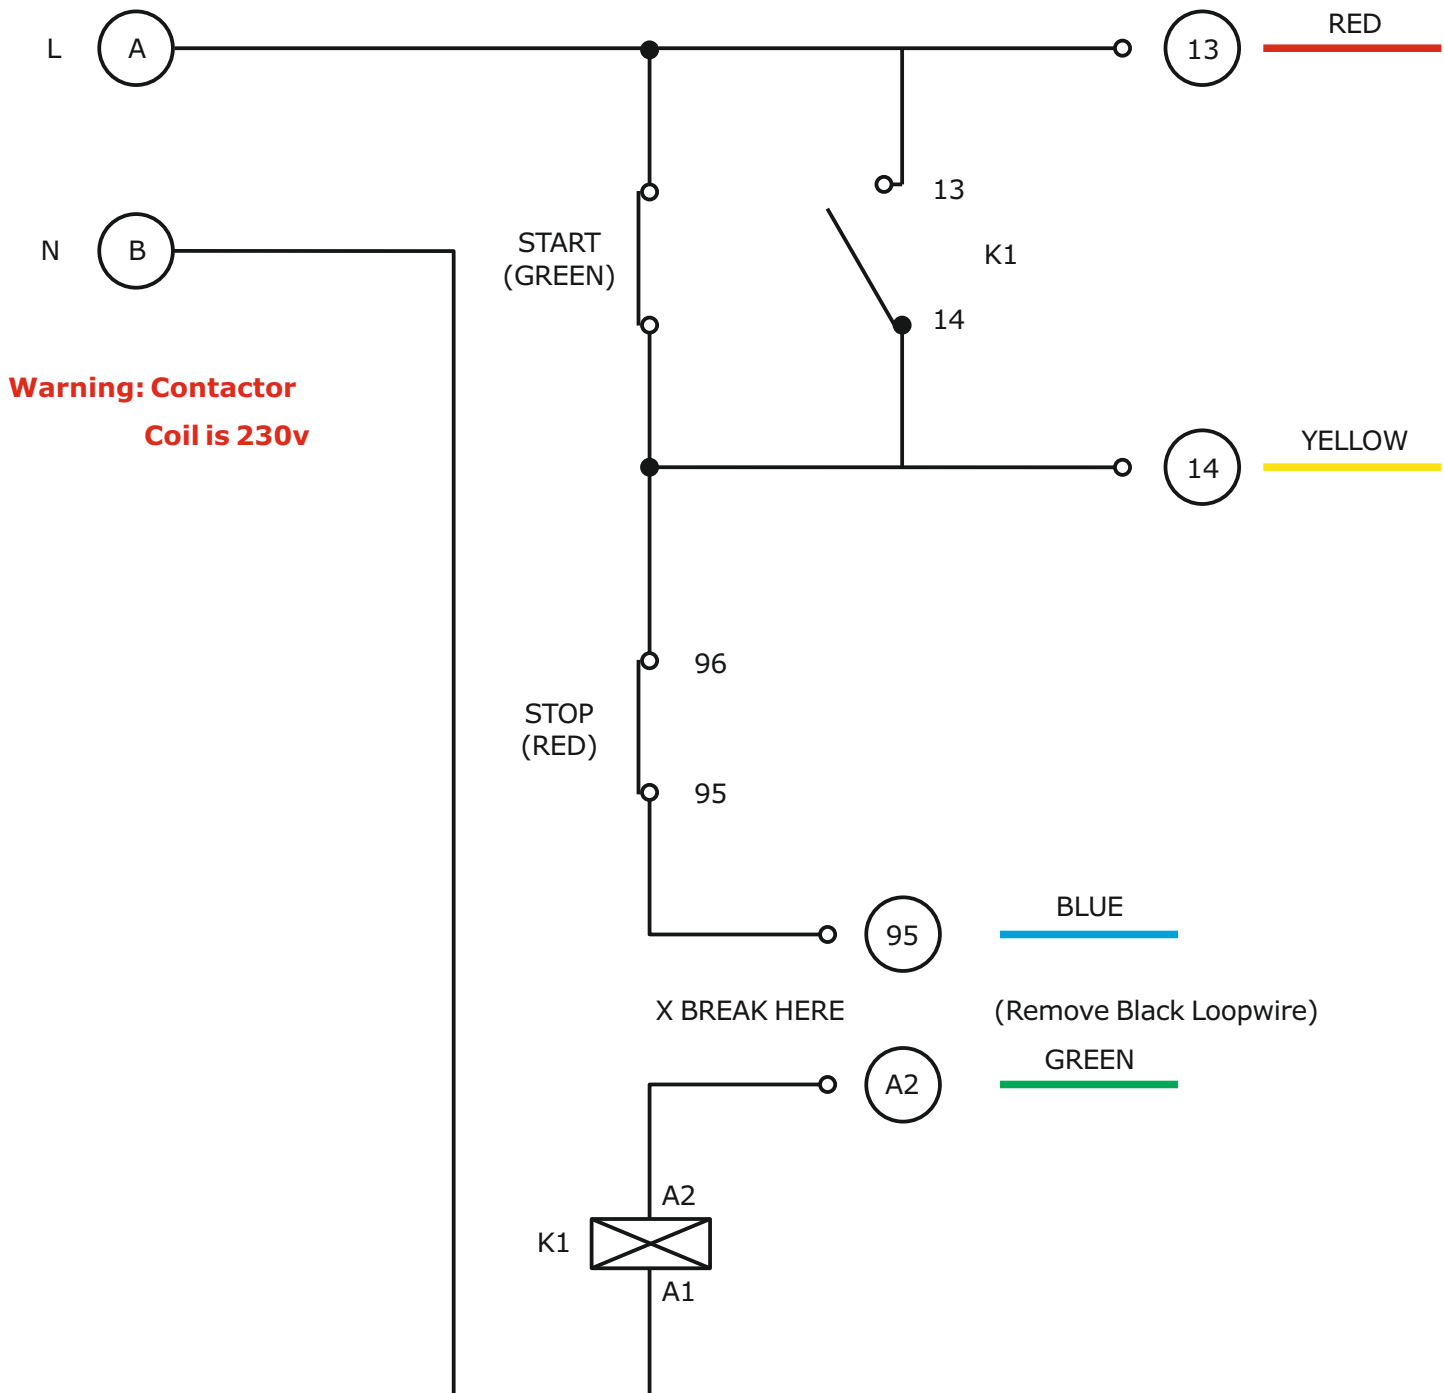 RED
L
A
13
13
N
B
START
(GREEN)
K1
14
Warning: Contactor
Coil is 230v
YELLOW
14
96
STOP
(RED)
95
BLUE
95
X BREAK HERE
(Remove Black Loopwire)
GREEN
A2
A2
K1
A1